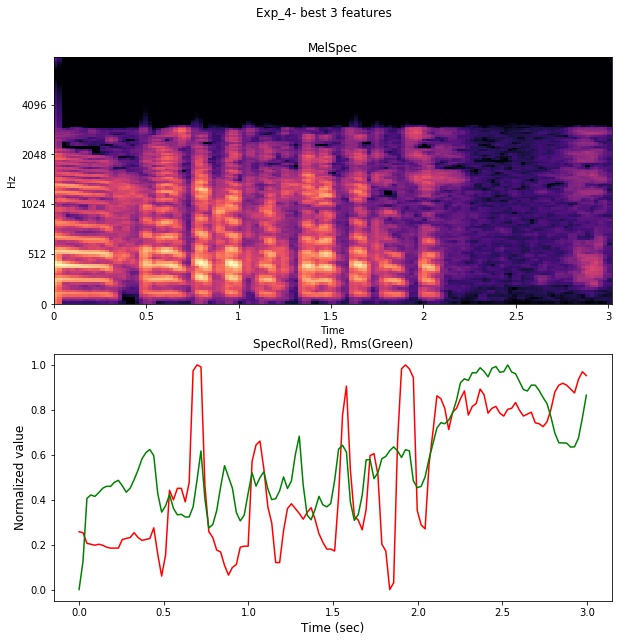 Exp_4- best 3 features
MelSpec
Hz
4096
2048
1024
512
0
0 0.5 1 1.5 2 2.5 3
Time
SpecRol(Red), Rms(Green)
Normalized value
1.0
0.8
0.6
0.4
0.2
0.0
0.0 0.5 1.0 1.5 2.0 2.5 3.0
Time (sec)